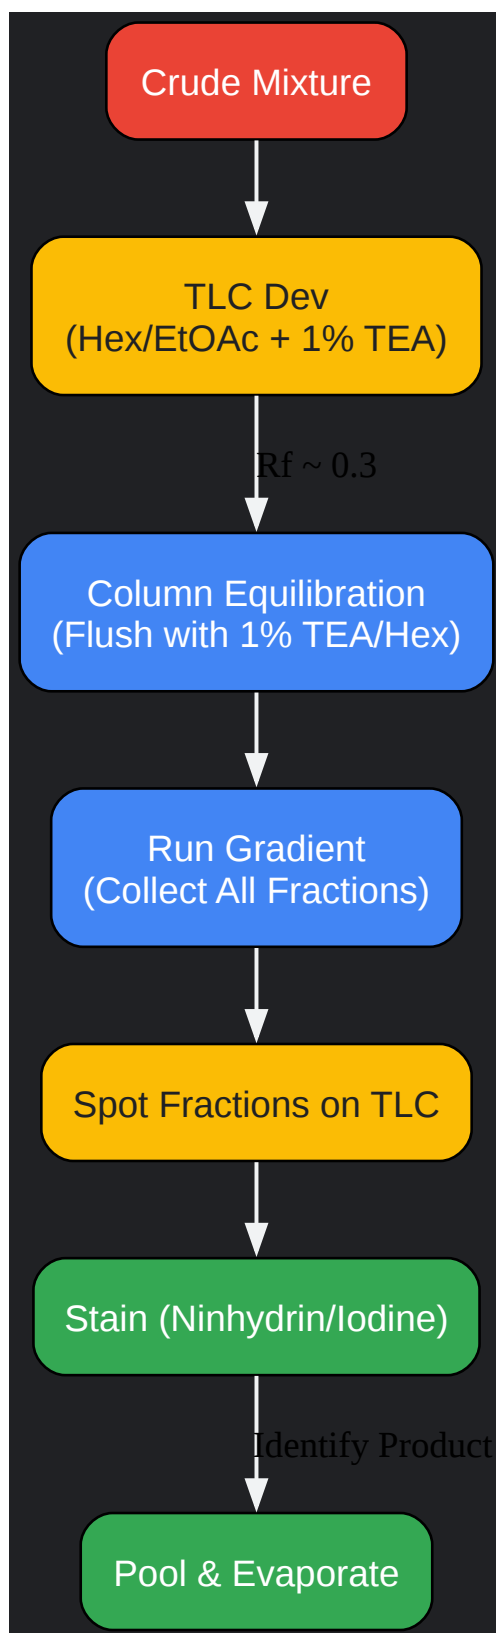 Crude Mixture
TLC Dev
(Hex/EtOAc + 1% TEA)
Rf ~ 0.3
Column Equilibration
(Flush with 1% TEA/Hex)
Run Gradient
(Collect All Fractions)
Spot Fractions on TLC
Stain (Ninhydrin/Iodine)
Identify Product
Pool & Evaporate